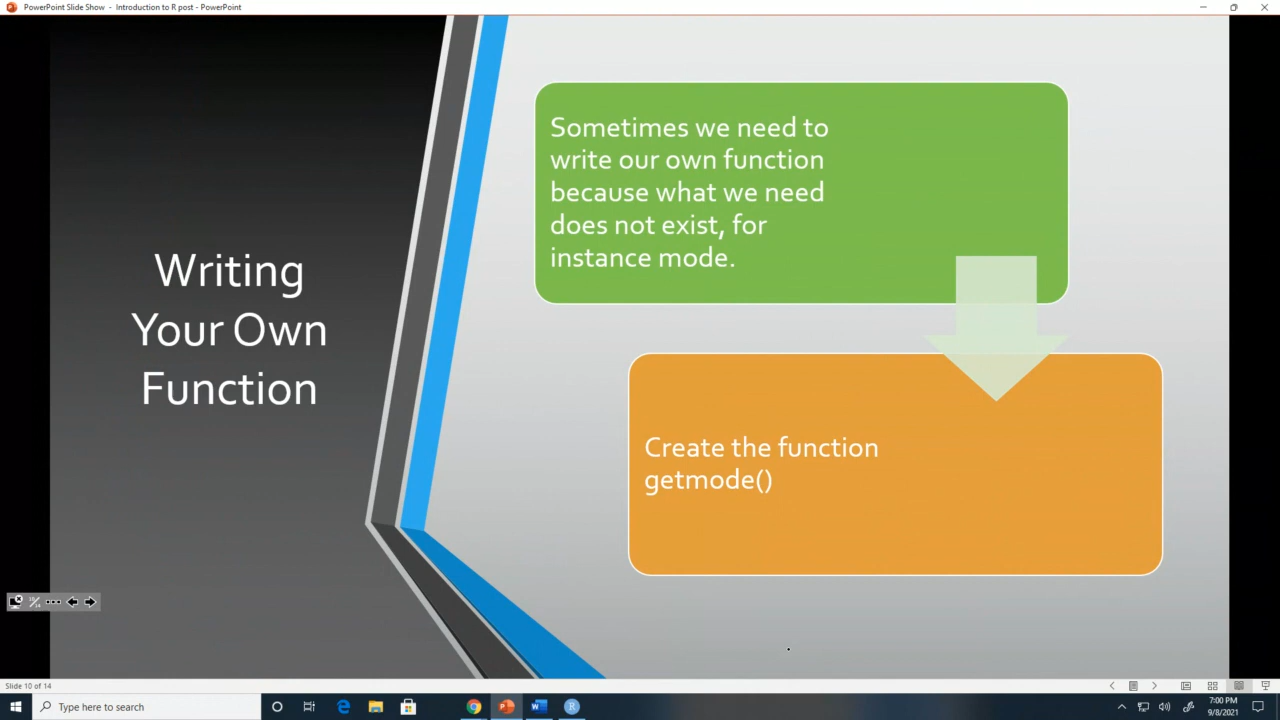 PowerPoint Slide Show - Introduction to R post - PowerPoint
Writing
Your Own
Function
Sometimes we need to
write our own function
because what we need
does not exist, for
instance mode.
Create the function
getmode()
Slide 10 of 14
Type here to search
7:00 PM
9/8/2021